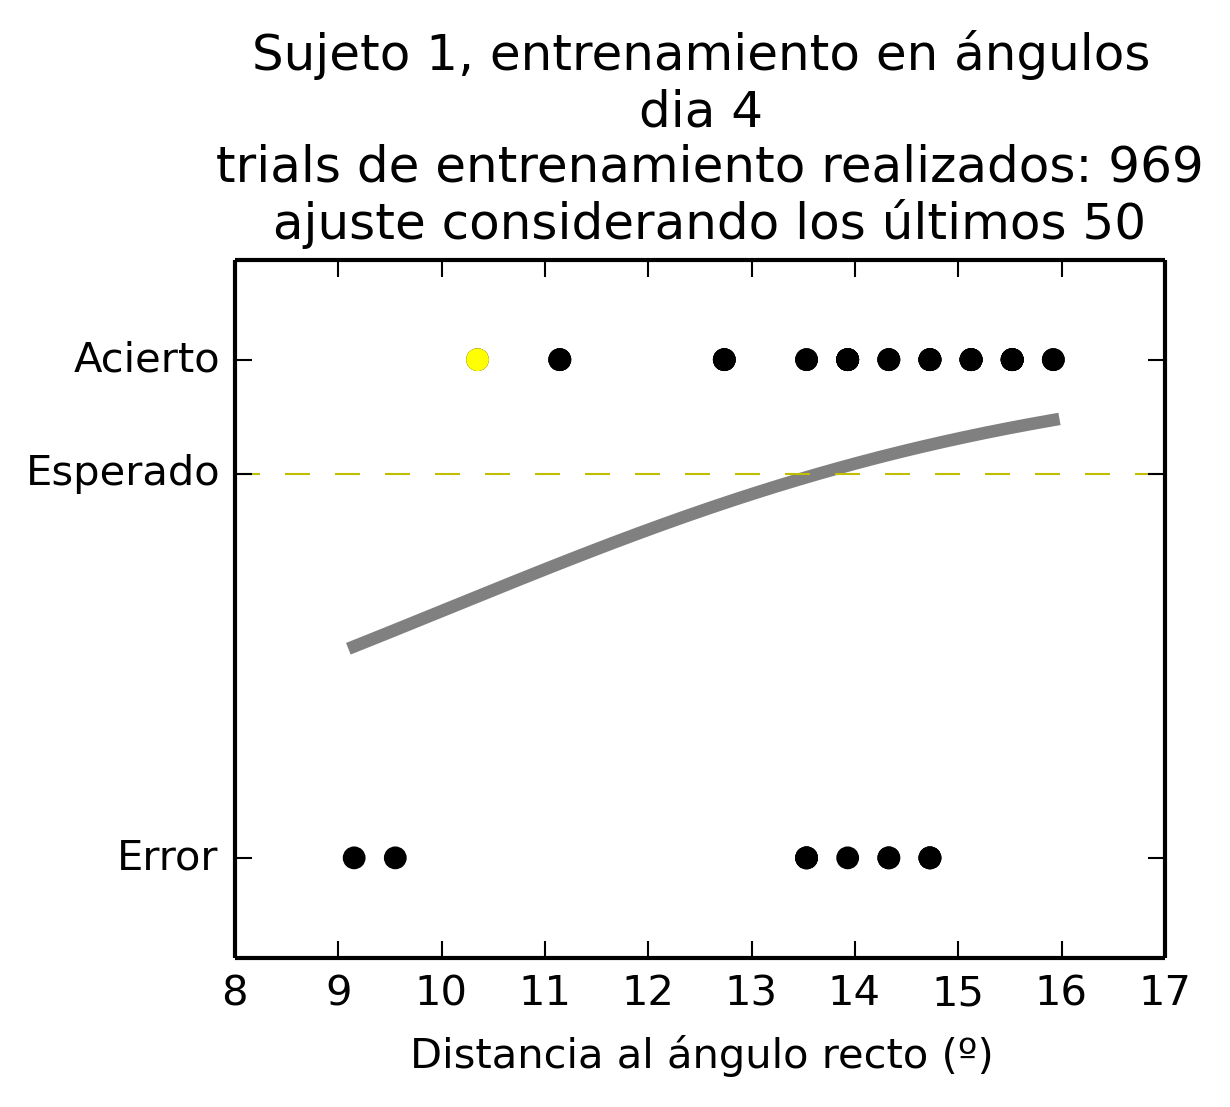 Sujeto 1, entrenamiento en ángulos
dia 4
trials de entrenamiento realizados: 969
ajuste considerando los últimos 50
Acierto
Esperado
Error
8 9 10 11 12 13 14 15 16 17
Distancia al ángulo recto (º)